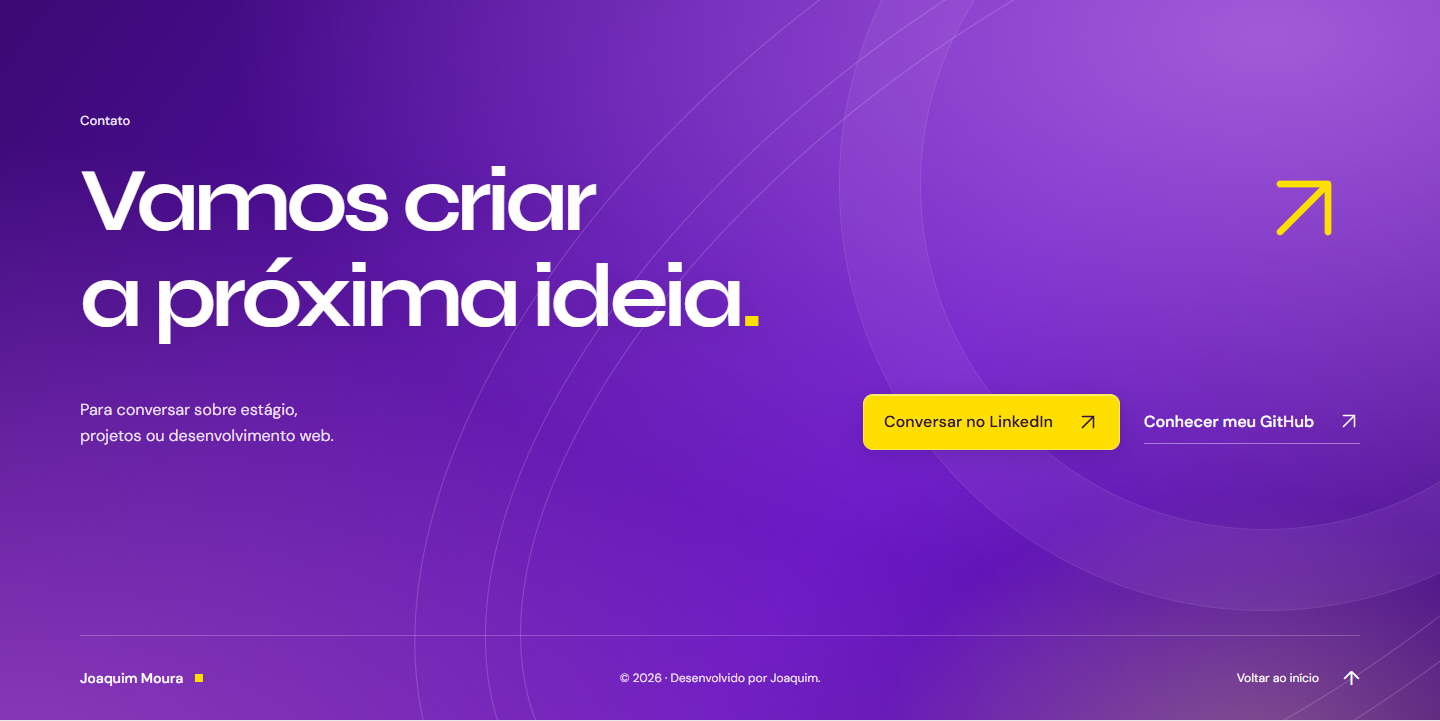 Contato
Vamos criar
a próxima ideia.
Para conversar sobre estágio,
projetos ou desenvolvimento web.
Conversar no LinkedIn
Conhecer meu GitHub
Joaquim Moura
© 2026 · Desenvolvido por Joaquim.
Voltar ao início